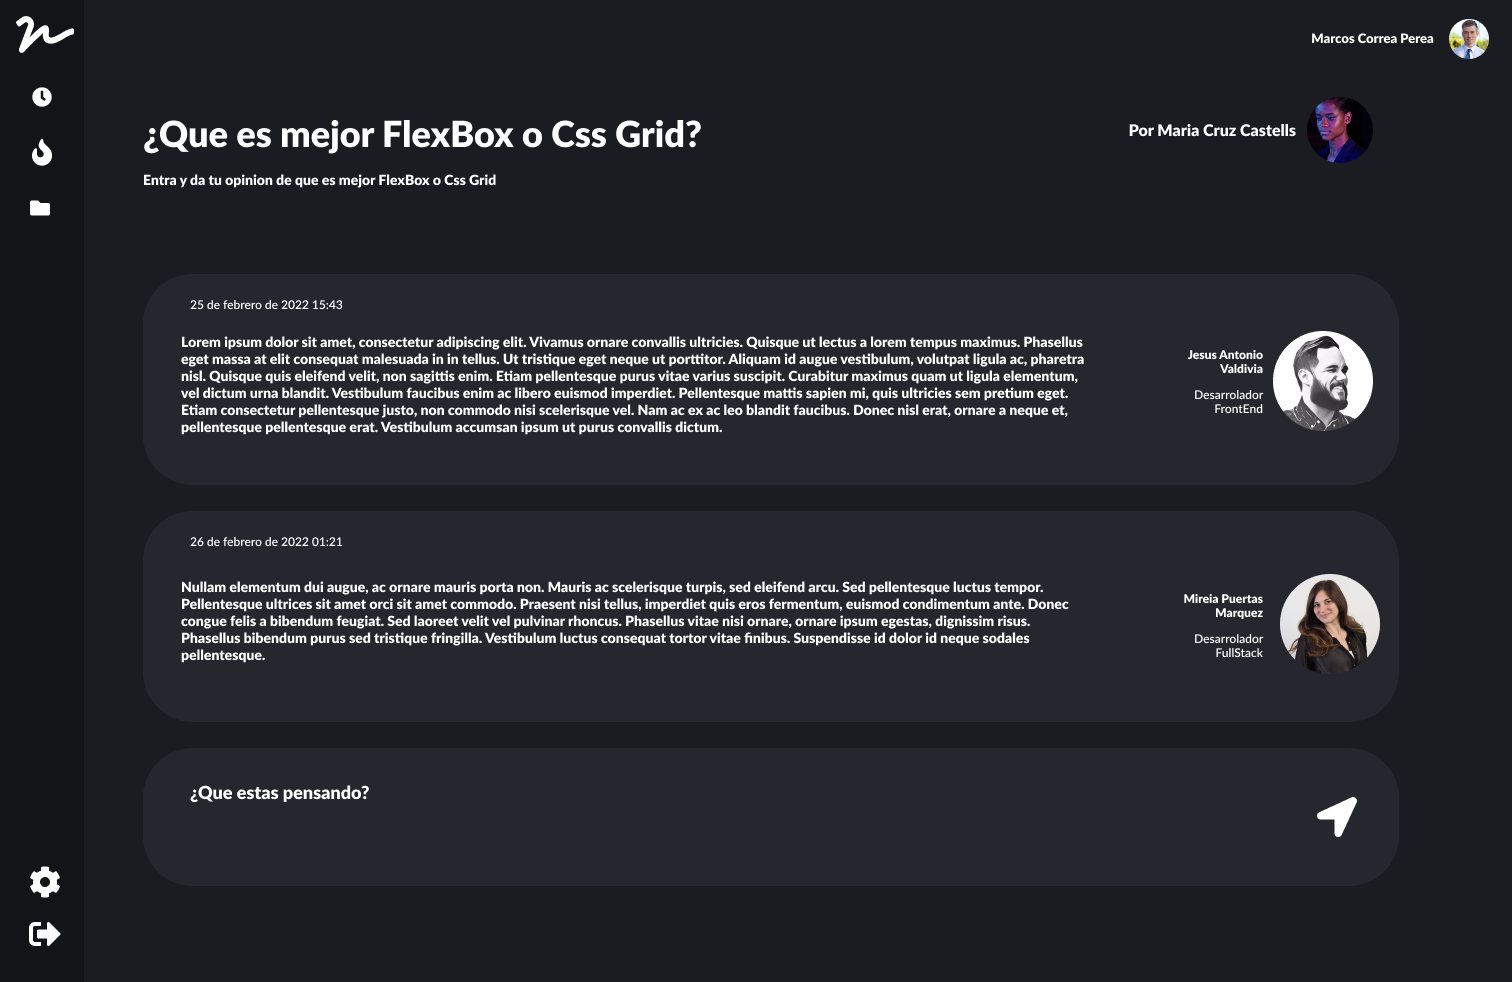 Marcos Correa Perea
¿Que es mejor FlexBox o Css Grid?
Por Maria Cruz Castells
Entra y da tu opinion de que es mejor FlexBox o Css Grid
25 de febrero de 2022 15:43
Lorem ipsum dolor sit amet, consectetur adipiscing elit. Vivamus ornare convallis ultricies. Quisque ut lectus a lorem tempus maximus. Phasellus
eget massa at elit consequat malesuada in in tellus. Ut tristique eget neque ut porttitor. Aliquam id augue vestibulum, volutpat ligula ac, pharetra
nisl. Quisque quis eleifend velit, non sagittis enim. Etiam pellentesque purus vitae varius suscipit. Curabitur maximus quam ut ligula elementum,
vel dictum urna blandit. Vestibulum faucibus enim ac libero euismod imperdiet. Pellentesque mattis sapien mi, quis ultricies sem pretium eget.
Etiam consectetur pellentesque justo, non commodo nisi scelerisque vel. Nam ac ex ac leo blandit faucibus. Donec nisl erat, ornare a neque et,
pellentesque pellentesque erat. Vestibulum accumsan ipsum ut purus convallis dictum.
Jesus Antonio
Valdivia
Desarrolador
FrontEnd
26 de febrero de 2022 01:21
Nullam elementum dui augue, ac ornare mauris porta non. Mauris ac scelerisque turpis, sed eleifend arcu. Sed pellentesque luctus tempor.
Pellentesque ultrices sit amet orci sit amet commodo. Praesent nisi tellus, imperdiet quis eros fermentum, euismod condimentum ante. Donec
congue felis a bibendum feugiat. Sed laoreet velit vel pulvinar rhoncus. Phasellus vitae nisi ornare, ornare ipsum egestas, dignissim risus.
Phasellus bibendum purus sed tristique fringilla. Vestibulum luctus consequat tortor vitae finibus. Suspendisse id dolor id neque sodales
pellentesque.
Mireia Puertas
Marquez
Desarrolador
FullStack
¿Que estas pensando?